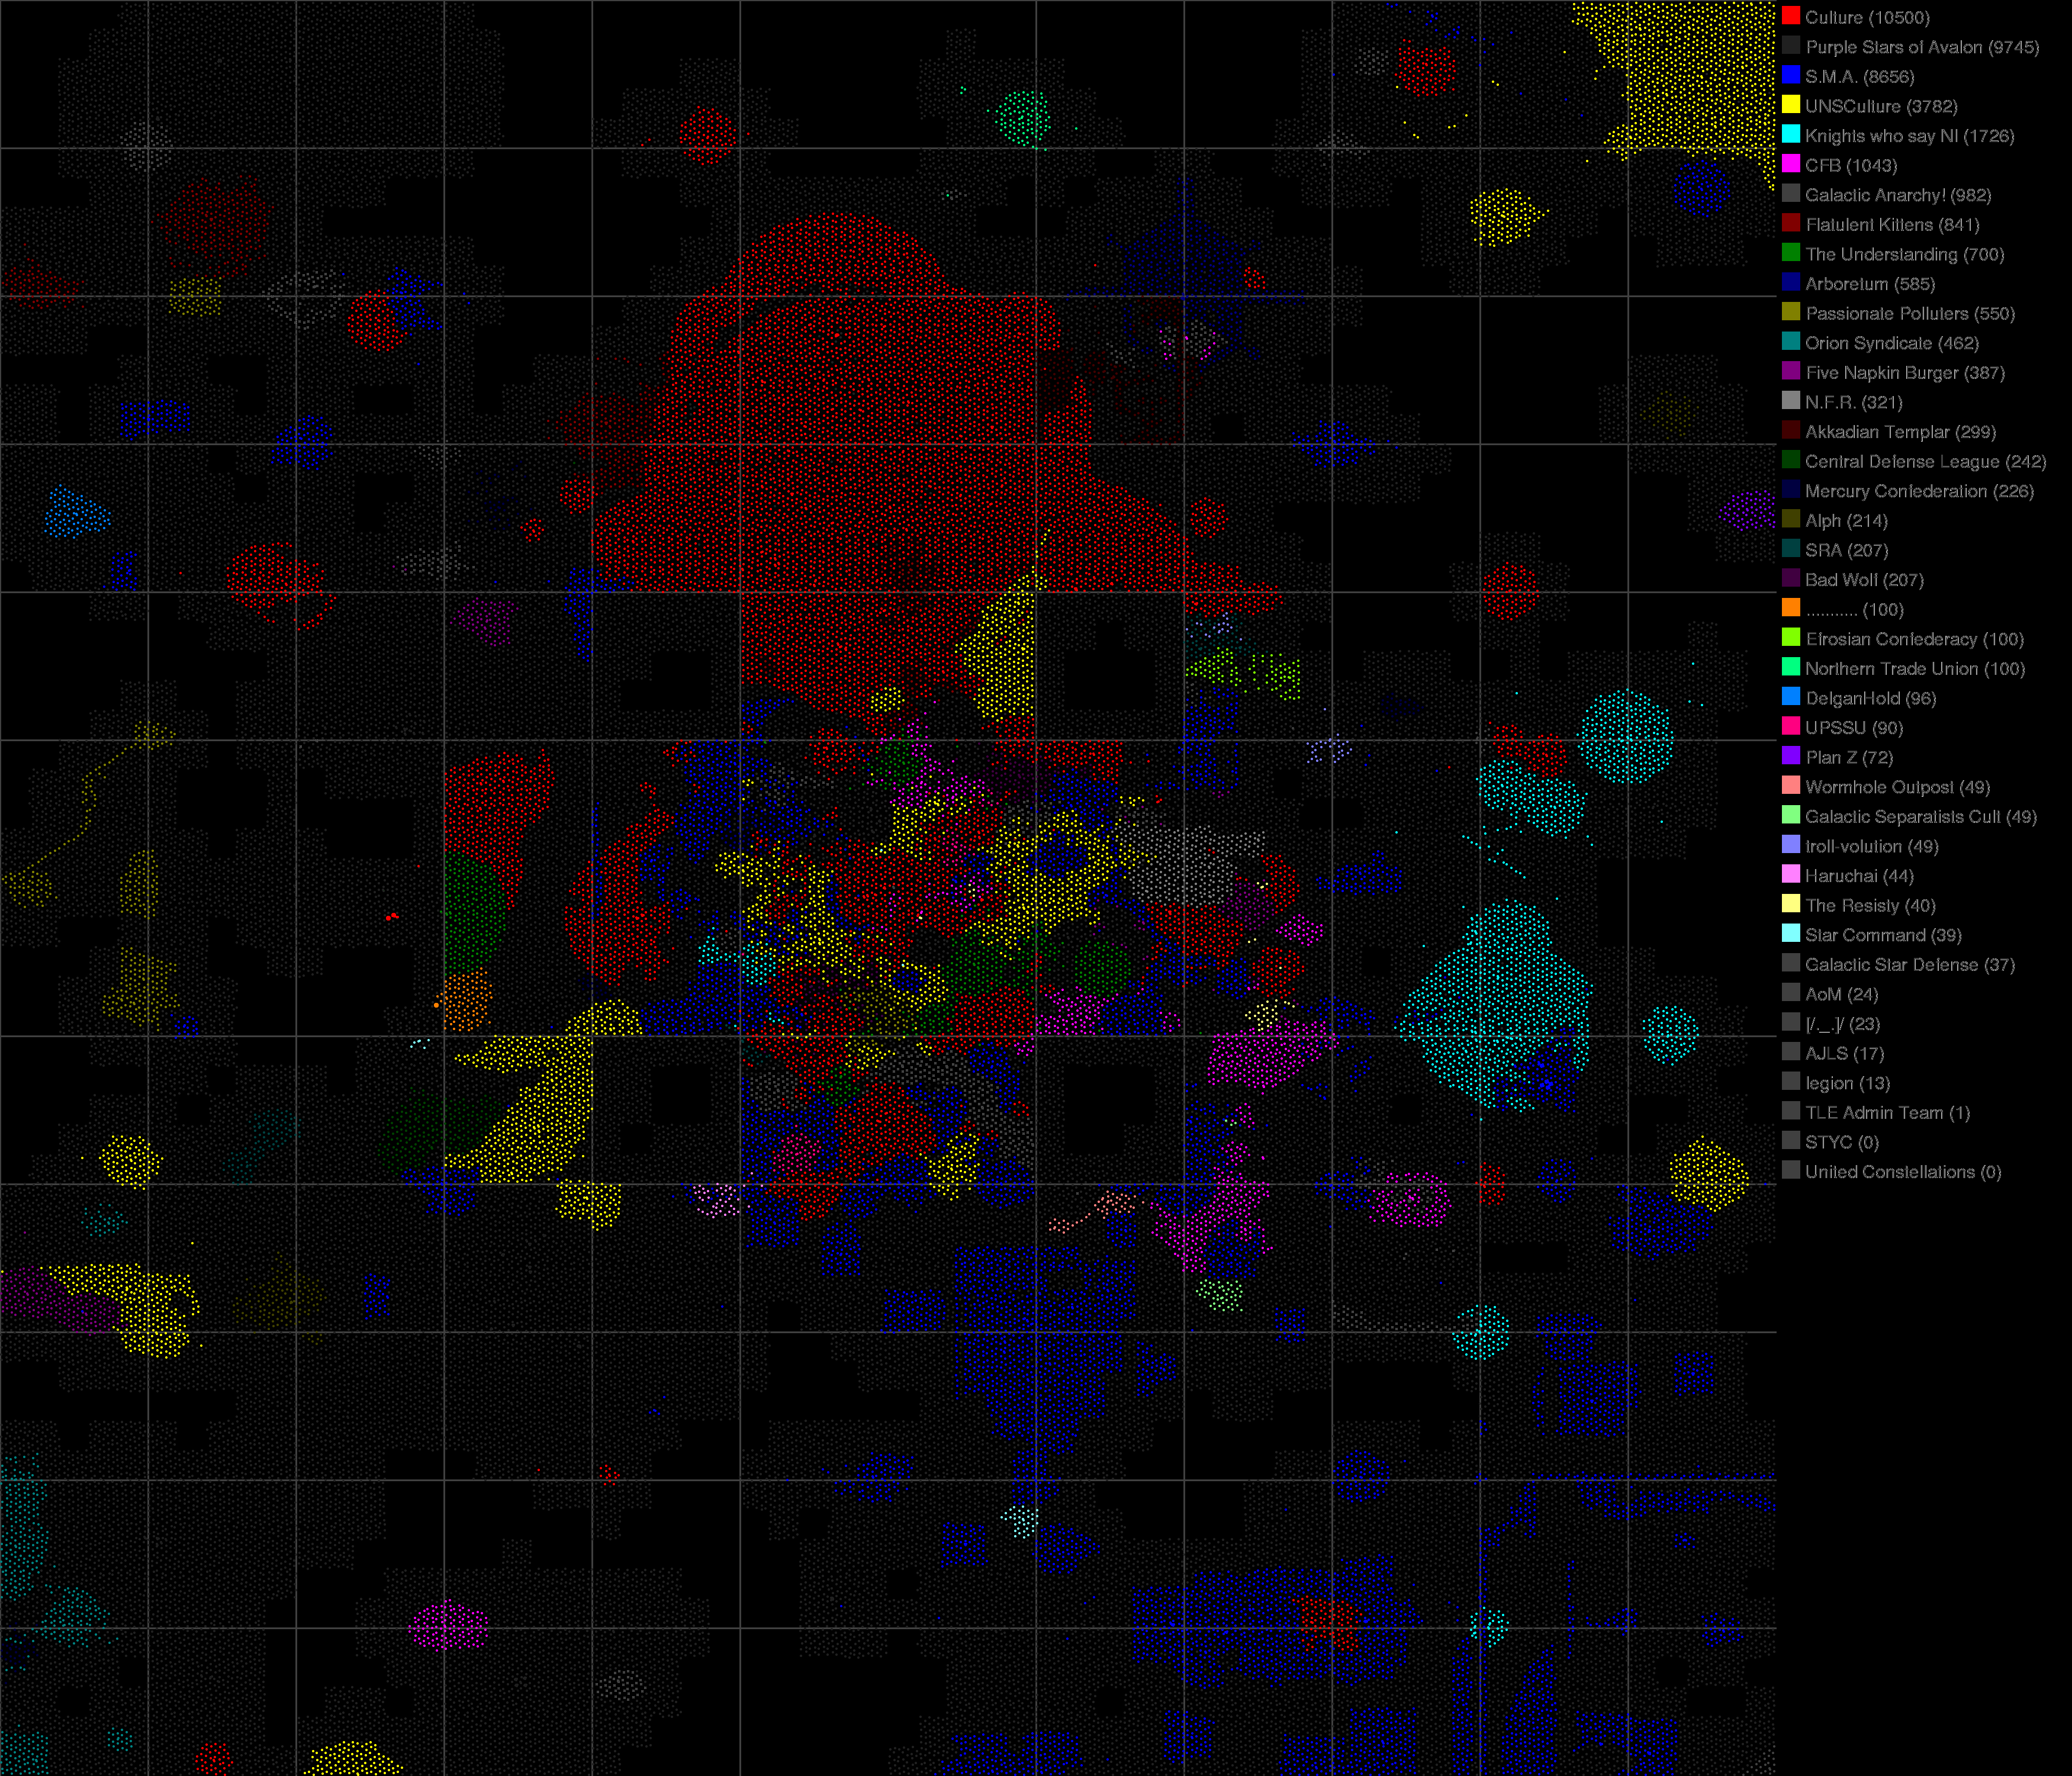 Culture (10500)
Purple Stars of Avalon (9745)
S.M.A. (8656)
UNSCulture (3782)
Knights who say Ni (1726)
CFB (1043)
Galactic Anarchy! (982)
Flatulent Kittens (841)
The Understanding (700)
Arboretum (585)
Passionate Polluters (550)
Orion Syndicate (462)
Five Napkin Burger (387)
N.F.R. (321)
Akkadian Templar (299)
Central Defense League (242)
Mercury Confederation (226)
Alph (214)
SRA (207)
Bad Wolf (207)
........... (100)
Etrosian Confederacy (100)
Northern Trade Union (100)
DelganHold (96)
UPSSU (90)
Plan Z (72)
Wormhole Outpost (49)
Galactic Separatists Cult (49)
troll-volution (49)
Haruchai (44)
The Resisty (40)
Star Command (39)
Galactic Star Defense (37)
AoM (24)
[/._.]/ (23)
AJLS (17)
legion (13)
TLE Admin Team (1)
STYC (0)
United Constellations (0)